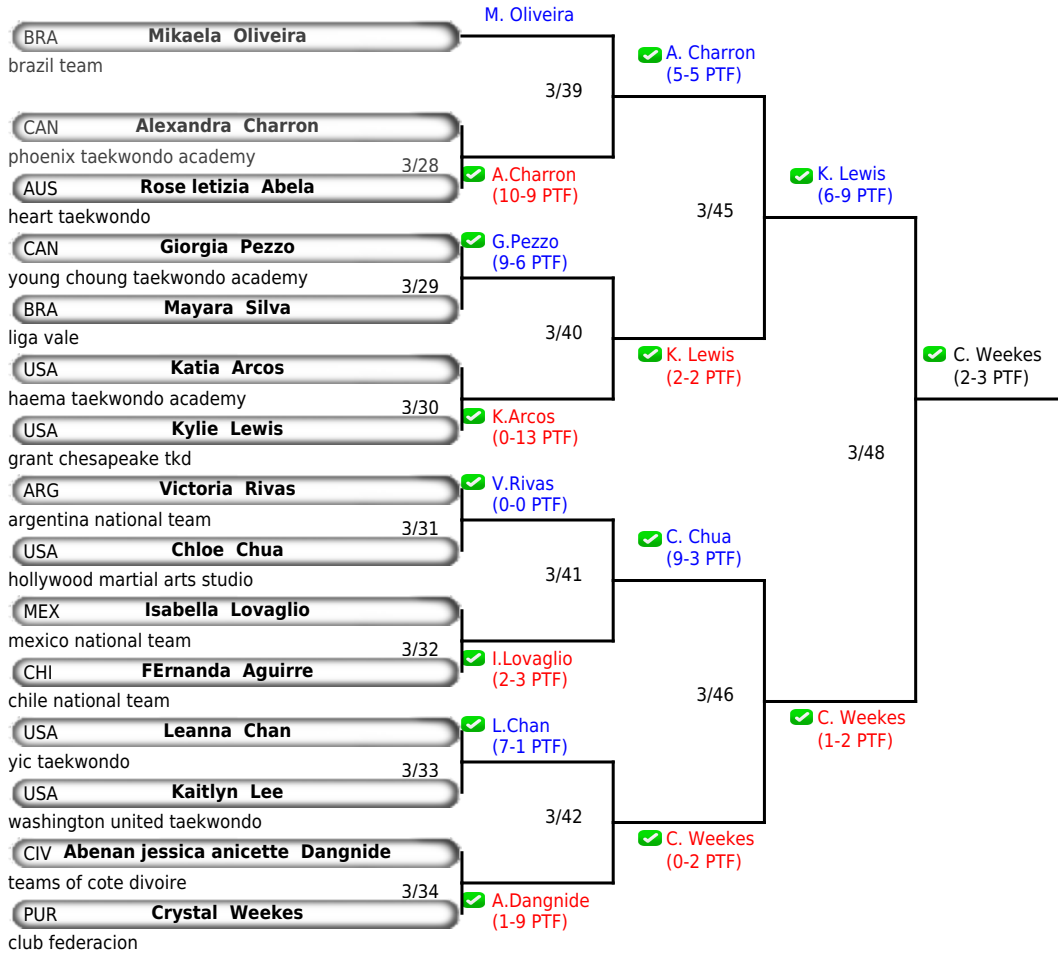 M. Oliveira
BRA Mikaela Oliveira
brazil team
A. Charron
(5-5 PTF)
3/39
CAN Alexandra Charron
phoenix taekwondo academy
3/28
A.Charron
(10-9 PTF)
AUS Rose letizia Abela
heart taekwondo
K. Lewis
(6-9 PTF)
3/45
CAN Giorgia Pezzo
G.Pezzo
(9-6 PTF)
young choung taekwondo academy
3/29
BRA Mayara Silva
liga vale
3/40
K. Lewis
(2-2 PTF)
C. Weekes
(2-3 PTF)
USA Katia Arcos
haema taekwondo academy
3/30
K.Arcos
(0-13 PTF)
USA Kylie Lewis
grant chesapeake tkd
3/48
ARG Victoria Rivas
V.Rivas
(0-0 PTF)
argentina national team
3/31
C. Chua
(9-3 PTF)
USA Chloe Chua
hollywood martial arts studio
3/41
MEX Isabella Lovaglio
mexico national team
3/32
I.Lovaglio
(2-3 PTF)
CHI FErnanda Aguirre
chile national team
3/46
C. Weekes
(1-2 PTF)
USA Leanna Chan
L.Chan
(7-1 PTF)
yic taekwondo
3/33
USA Kaitlyn Lee
washington united taekwondo
3/42
C. Weekes
(0-2 PTF)
CIV Abenan jessica anicette Dangnide
teams of cote divoire
3/34
A.Dangnide
(1-9 PTF)
PUR Crystal Weekes
club federacion